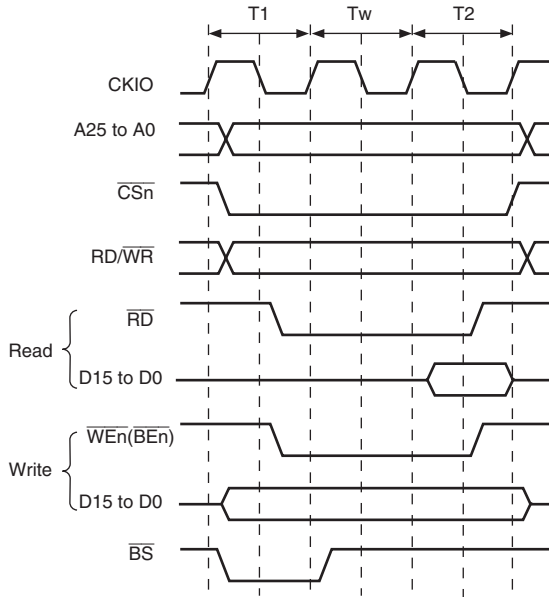 T1 Tw T2
CKIO
A25 to A0
CSn
RD/WR
RD
Read
D15 to D0
WEn(BEn)
Write
D15 to D0
BS